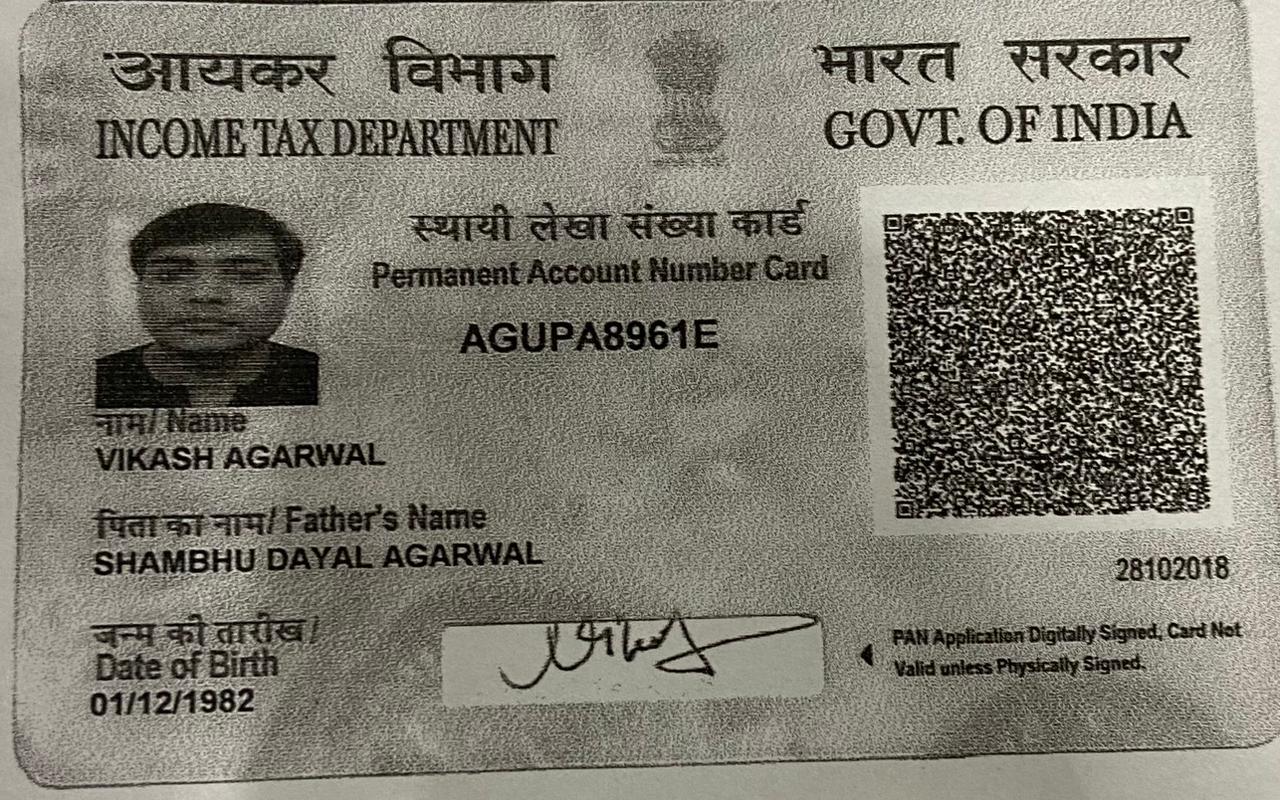 आयकर विभाग
INCOME TAX DEPARTMENT
भारत सरकार
GOVT. OF INDIA
स्थायी लेखा संख्या कार्ड
Permanent Account Number Card
AGUPA8961E
नाम/ Name
VIKASH AGARWAL
पिता का नाम/ Father's Name
SHAMBHU DAYAL AGARWAL
जन्म की तारीख/
Date of Birth
01/12/1982
28102018
PAN Application Digitally Signed, Card Not
Valid unless Physically Signed.